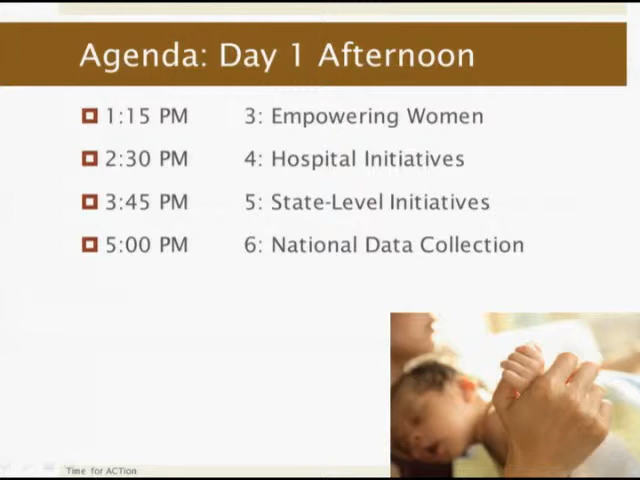 Agenda: Day 1 Afternoon
1:15 PM 3: Empowering Women
2:30 PM 4: Hospital Initiatives
3:45 PM 5: State-Level Initiatives
5:00 PM 6: National Data Collection
Time for ACTion